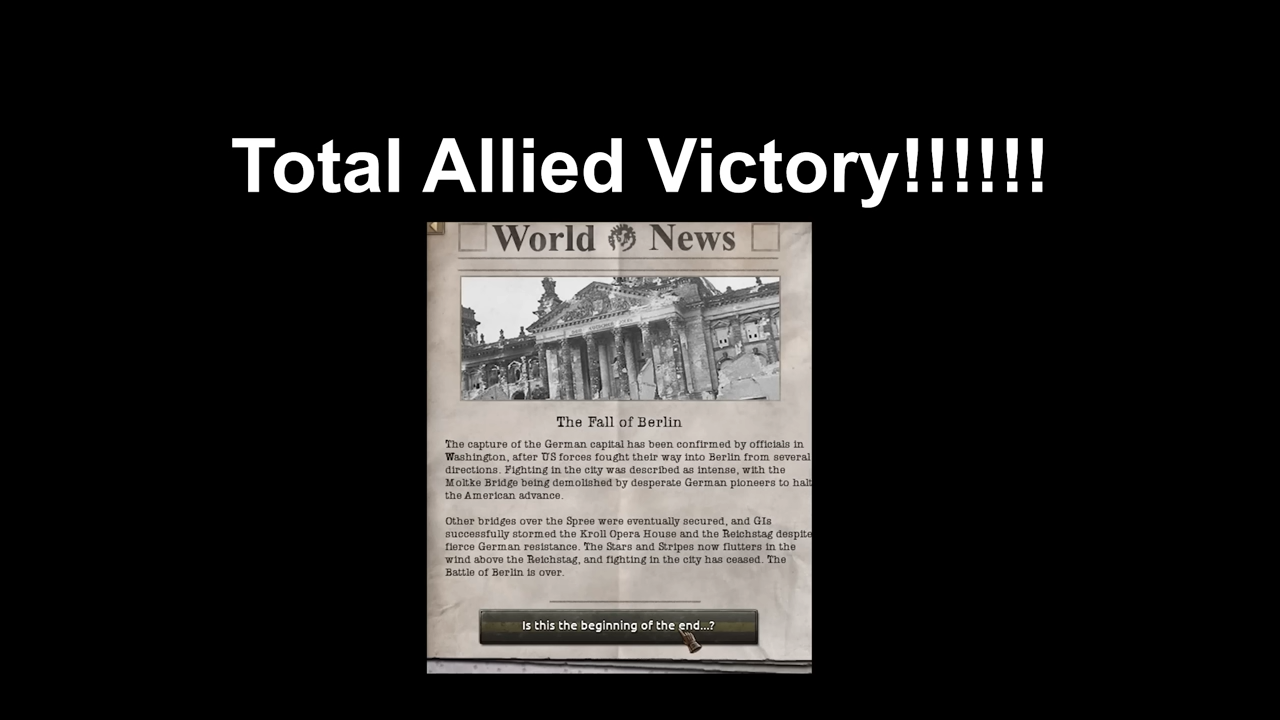 Total Allied Victory!!!!!!
World News
The Fall of Berlin
The capture of the German capital has been confirmed by officials in
Washington, after US forces fought their way into Berlin from several
directions. Fighting in the city was described as intense, with the
Moltke Bridge being demolished by desperate German pioneers to halt
the American advance.
Other bridges over the Spree were eventually secured, and GIs
successfully stormed the Kroll Opera House and the Reichstag despite
fierce German resistance. The Stars and Stripes now flutters in the
wind above the Reichstag, and fighting in the city has ceased. The
Battle of Berlin is over.
Is this the beginning of the end...?